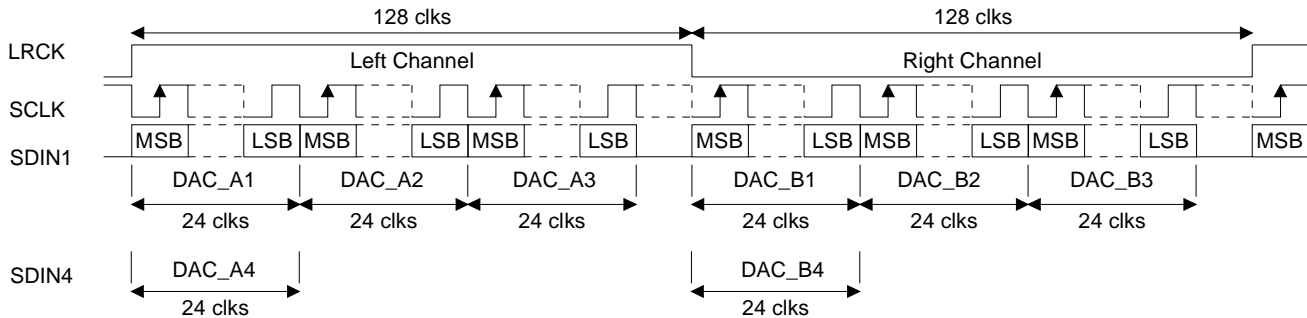 128 clks 128 clks
LRCK Left Channel Right Channel
SCLK
SDIN1 MSB LSB MSB LSB MSB LSB MSB LSB MSB LSB MSB LSB MSB
DAC_A1 DAC_A2 DAC_A3 DAC_B1 DAC_B2 DAC_B3
24 clks 24 clks 24 clks 24 clks 24 clks 24 clks
SDIN4 DAC_A4 DAC_B4
24 clks 24 clks